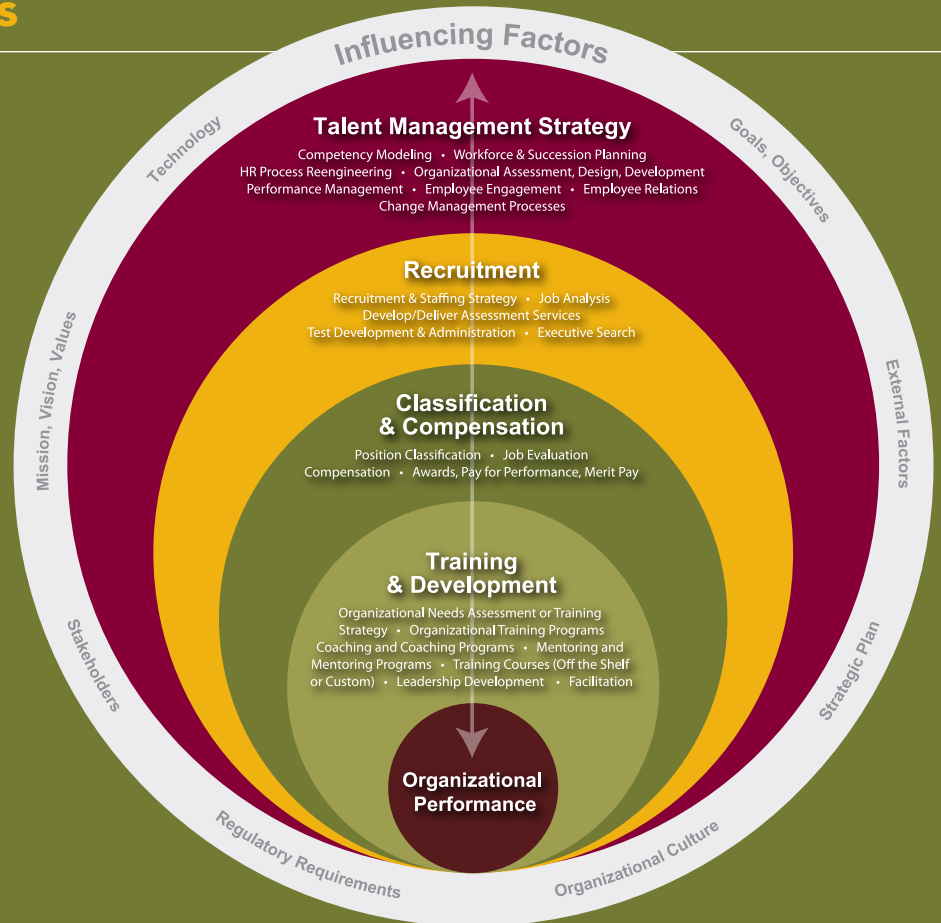 s
Influencing Factors
Technology
Goals, Objectives
Mission, Vision, Values
External Factors
Stakeholders
Strategic Plan
Regulatory Requirements
Organizational Culture
Talent Management Strategy
Competency Modeling • Workforce & Succession Planning
HR Process Reengineering • Organizational Assessment, Design, Development
Performance Management • Employee Engagement • Employee Relations
Change Management Processes
Recruitment
Recruitment & Staffing Strategy • Job Analysis
Develop/Deliver Assessment Services
Test Development & Administration • Executive Search
Classification
& Compensation
Position Classification • Job Evaluation
Compensation • Awards, Pay for Performance, Merit Pay
Training
& Development
Organizational Needs Assessment or Training
Strategy • Organizational Training Programs
Coaching and Coaching Programs • Mentoring and
Mentoring Programs • Training Courses (Off the Shelf
or Custom) • Leadership Development • Facilitation
Organizational
Performance